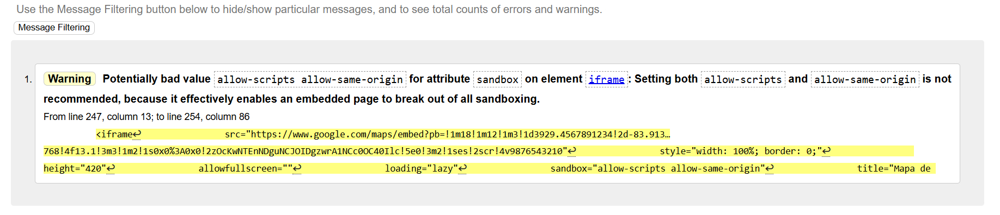 Use the Message Filtering button below to hide/show particular messages, and to see total counts of errors and warnings.
Message Filtering
1. Warning Potentially bad value allow-scripts allow-same-origin for attribute sandbox on element iframe: Setting both allow-scripts and allow-same-origin is not
recommended, because it effectively enables an embedded page to break out of all sandboxing.
From line 247, column 13; to line 254, column 86
<iframe↩ src="https://www.google.com/maps/embed?pb=!1m18!1m12!1m3!1d3929.4567891234!2d-83.913…
768!4f13.1!3m3!1m2!1s0x0%3A0x0!2zOcKwNTEnNDguNCJOIDgzwrA1NCc0OC40Ilc!5e0!3m2!1ses!2scr!4v9876543210"↩ style="width: 100%; border: 0;"↩
height="420"↩ allowfullscreen=""↩ loading="lazy"↩ sandbox="allow-scripts allow-same-origin"↩ title="Mapa de